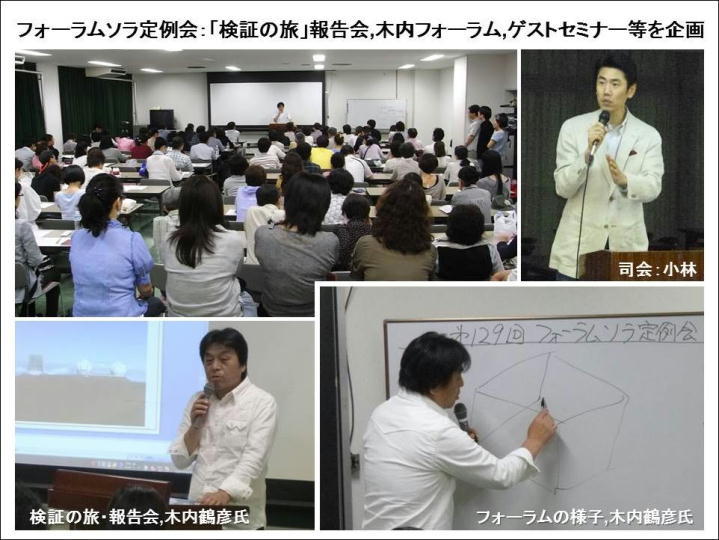 フォーラムソラ定例会：「検証の旅」報告会,木内フォーラム,ゲストセミナー等を企画
司会：小林
第129回 フォーラムソラ定例会
検証の旅・報告会,木内鶴彦氏
フォーラムの様子,木内鶴彦氏